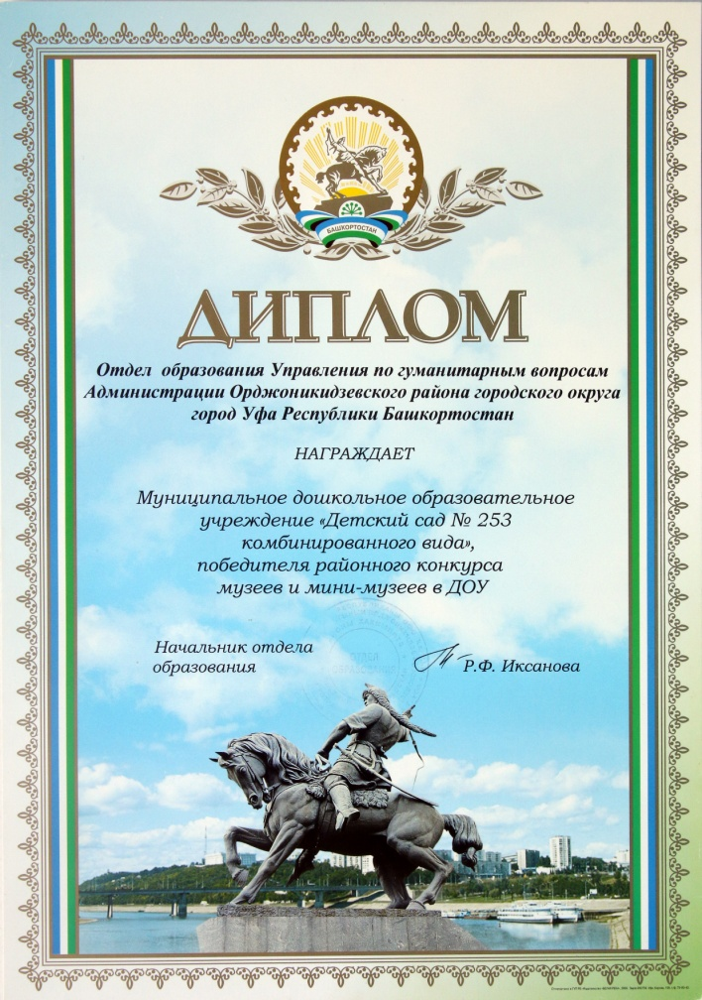 БАШКОРТОСТАН
ДИПЛОМ
Отдел образования Управления по гуманитарным вопросам
Администрации Орджоникидзевского района городского округа
город Уфа Республики Башкортостан
НАГРАЖДАЕТ
Муниципальное дошкольное образовательное
учреждение «Детский сад № 253
комбинированного вида»,
победителя районного конкурса
музеев и мини-музеев в ДОУ
Начальник отдела
образования
Р.Ф. Иксанова
ОТДЕЛ
ОБРАЗОВАНИЯ